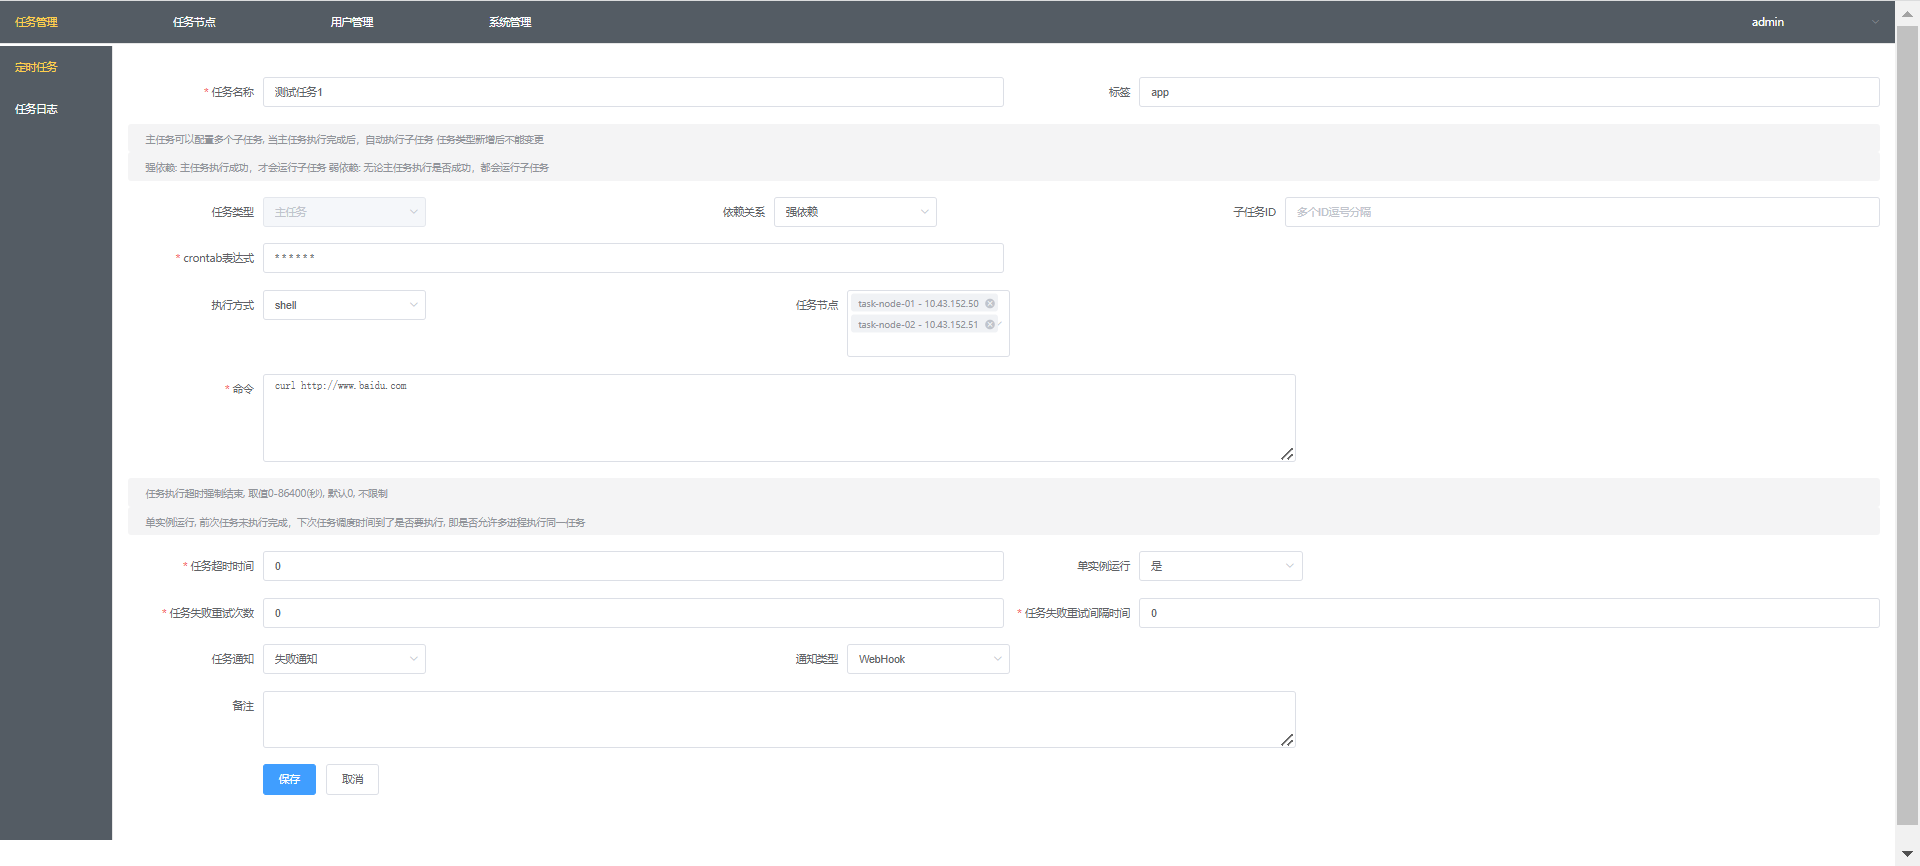 任务管理 任务节点 用户管理 系统管理 admin
定时任务
任务日志
* 任务名称 测试任务1 标签 app
主任务可以配置多个子任务, 当主任务执行完成后，自动执行子任务 任务类型新增后不能变更
强依赖: 主任务执行成功，才会运行子任务 弱依赖: 无论主任务执行是否成功，都会运行子任务
任务类型 主任务 依赖关系 强依赖 子任务ID 多个ID逗号分隔
* crontab表达式 * * * * * *
执行方式 shell 任务节点 task-node-01 - 10.43.152.50
task-node-02 - 10.43.152.51
* 命令 curl http://www.baidu.com
任务执行超时强制结束, 取值0-86400(秒), 默认0, 不限制
单实例运行, 前次任务未执行完成，下次任务调度时间到了是否要执行, 即是否允许多进程执行同一任务
* 任务超时时间 0 单实例运行 是
* 任务失败重试次数 0 * 任务失败重试间隔时间 0
任务通知 失败通知 通知类型 WebHook
备注
保存 取消